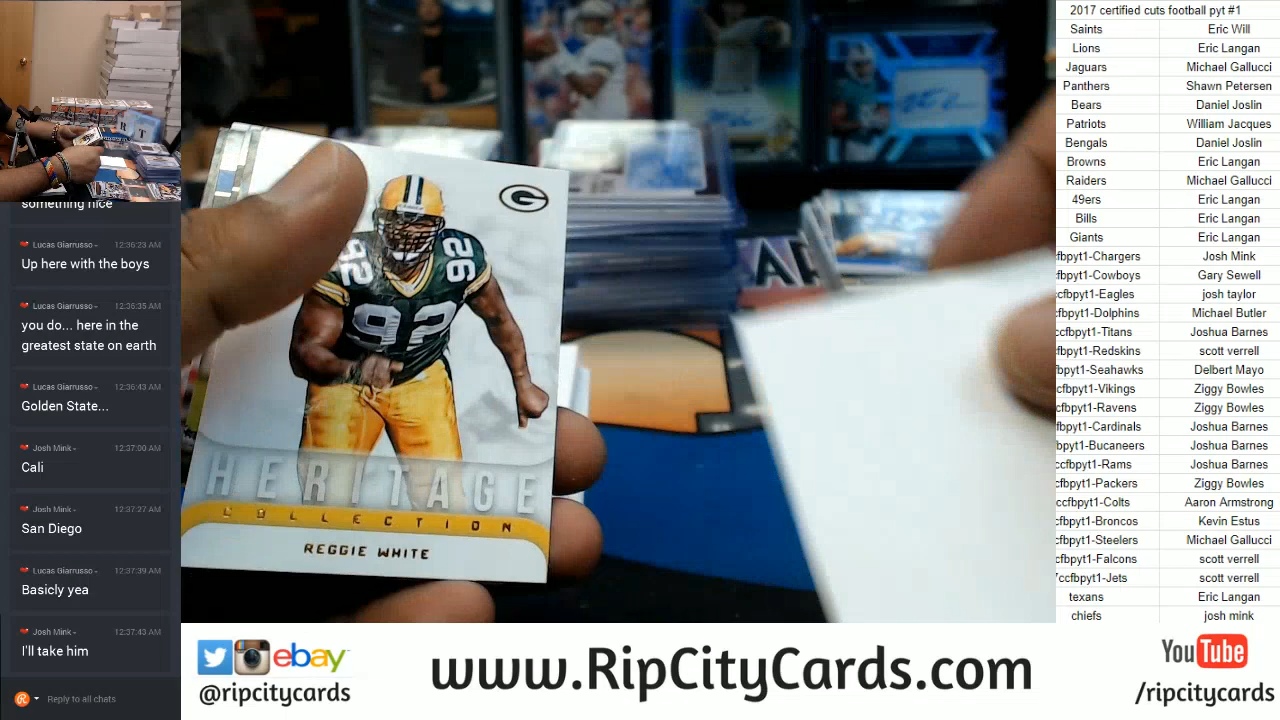 something nice
Lucas Giarrusso 12:36:23 AM
Up here with the boys
Lucas Giarrusso 12:36:35 AM
you do... here in the
greatest state on earth
Lucas Giarrusso 12:36:43 AM
Golden State...
Josh Mink 12:37:00 AM
Cali
Josh Mink 12:37:27 AM
San Diego
Lucas Giarrusso 12:37:39 AM
Basicly yea
Josh Mink 12:37:43 AM
I'll take him
Reply to all chats
G
92
92
92
HERITAGE
COLLECTION
REGGIE WHITE
2017 certified cuts football pyt #1
Saints Eric Will
Lions Eric Langan
Jaguars Michael Gallucci
Panthers Shawn Petersen
Bears Daniel Joslin
Patriots William Jacques
Bengals Daniel Joslin
Browns Eric Langan
Raiders Michael Gallucci
49ers Eric Langan
Bills Eric Langan
Giants Eric Langan
cfbpyt1-Chargers Josh Mink
ccfbpyt1-Cowboys Gary Sewell
ccfbpyt1-Eagles josh taylor
cfbpyt1-Dolphins Michael Butler
ccfbpyt1-Titans Joshua Barnes
cfbpyt1-Redskins scott verrell
fbpyt1-Seahawks Delbert Mayo
cfbpyt1-Vikings Ziggy Bowles
cfbpyt1-Ravens Ziggy Bowles
fbpyt1-Cardinals Joshua Barnes
bpyt1-Bucaneers Joshua Barnes
ccfbpyt1-Rams Joshua Barnes
cfbpyt1-Packers Ziggy Bowles
ccfbpyt1-Colts Aaron Armstrong
cfbpyt1-Broncos Kevin Estus
cfbpyt1-Steelers Michael Gallucci
cfbpyt1-Falcons scott verrell
7ccfbpyt1-Jets scott verrell
texans Eric Langan
chiefs josh mink
ebay
@ripcitycards
www.RipCityCards.com
YouTube
/ripcitycards